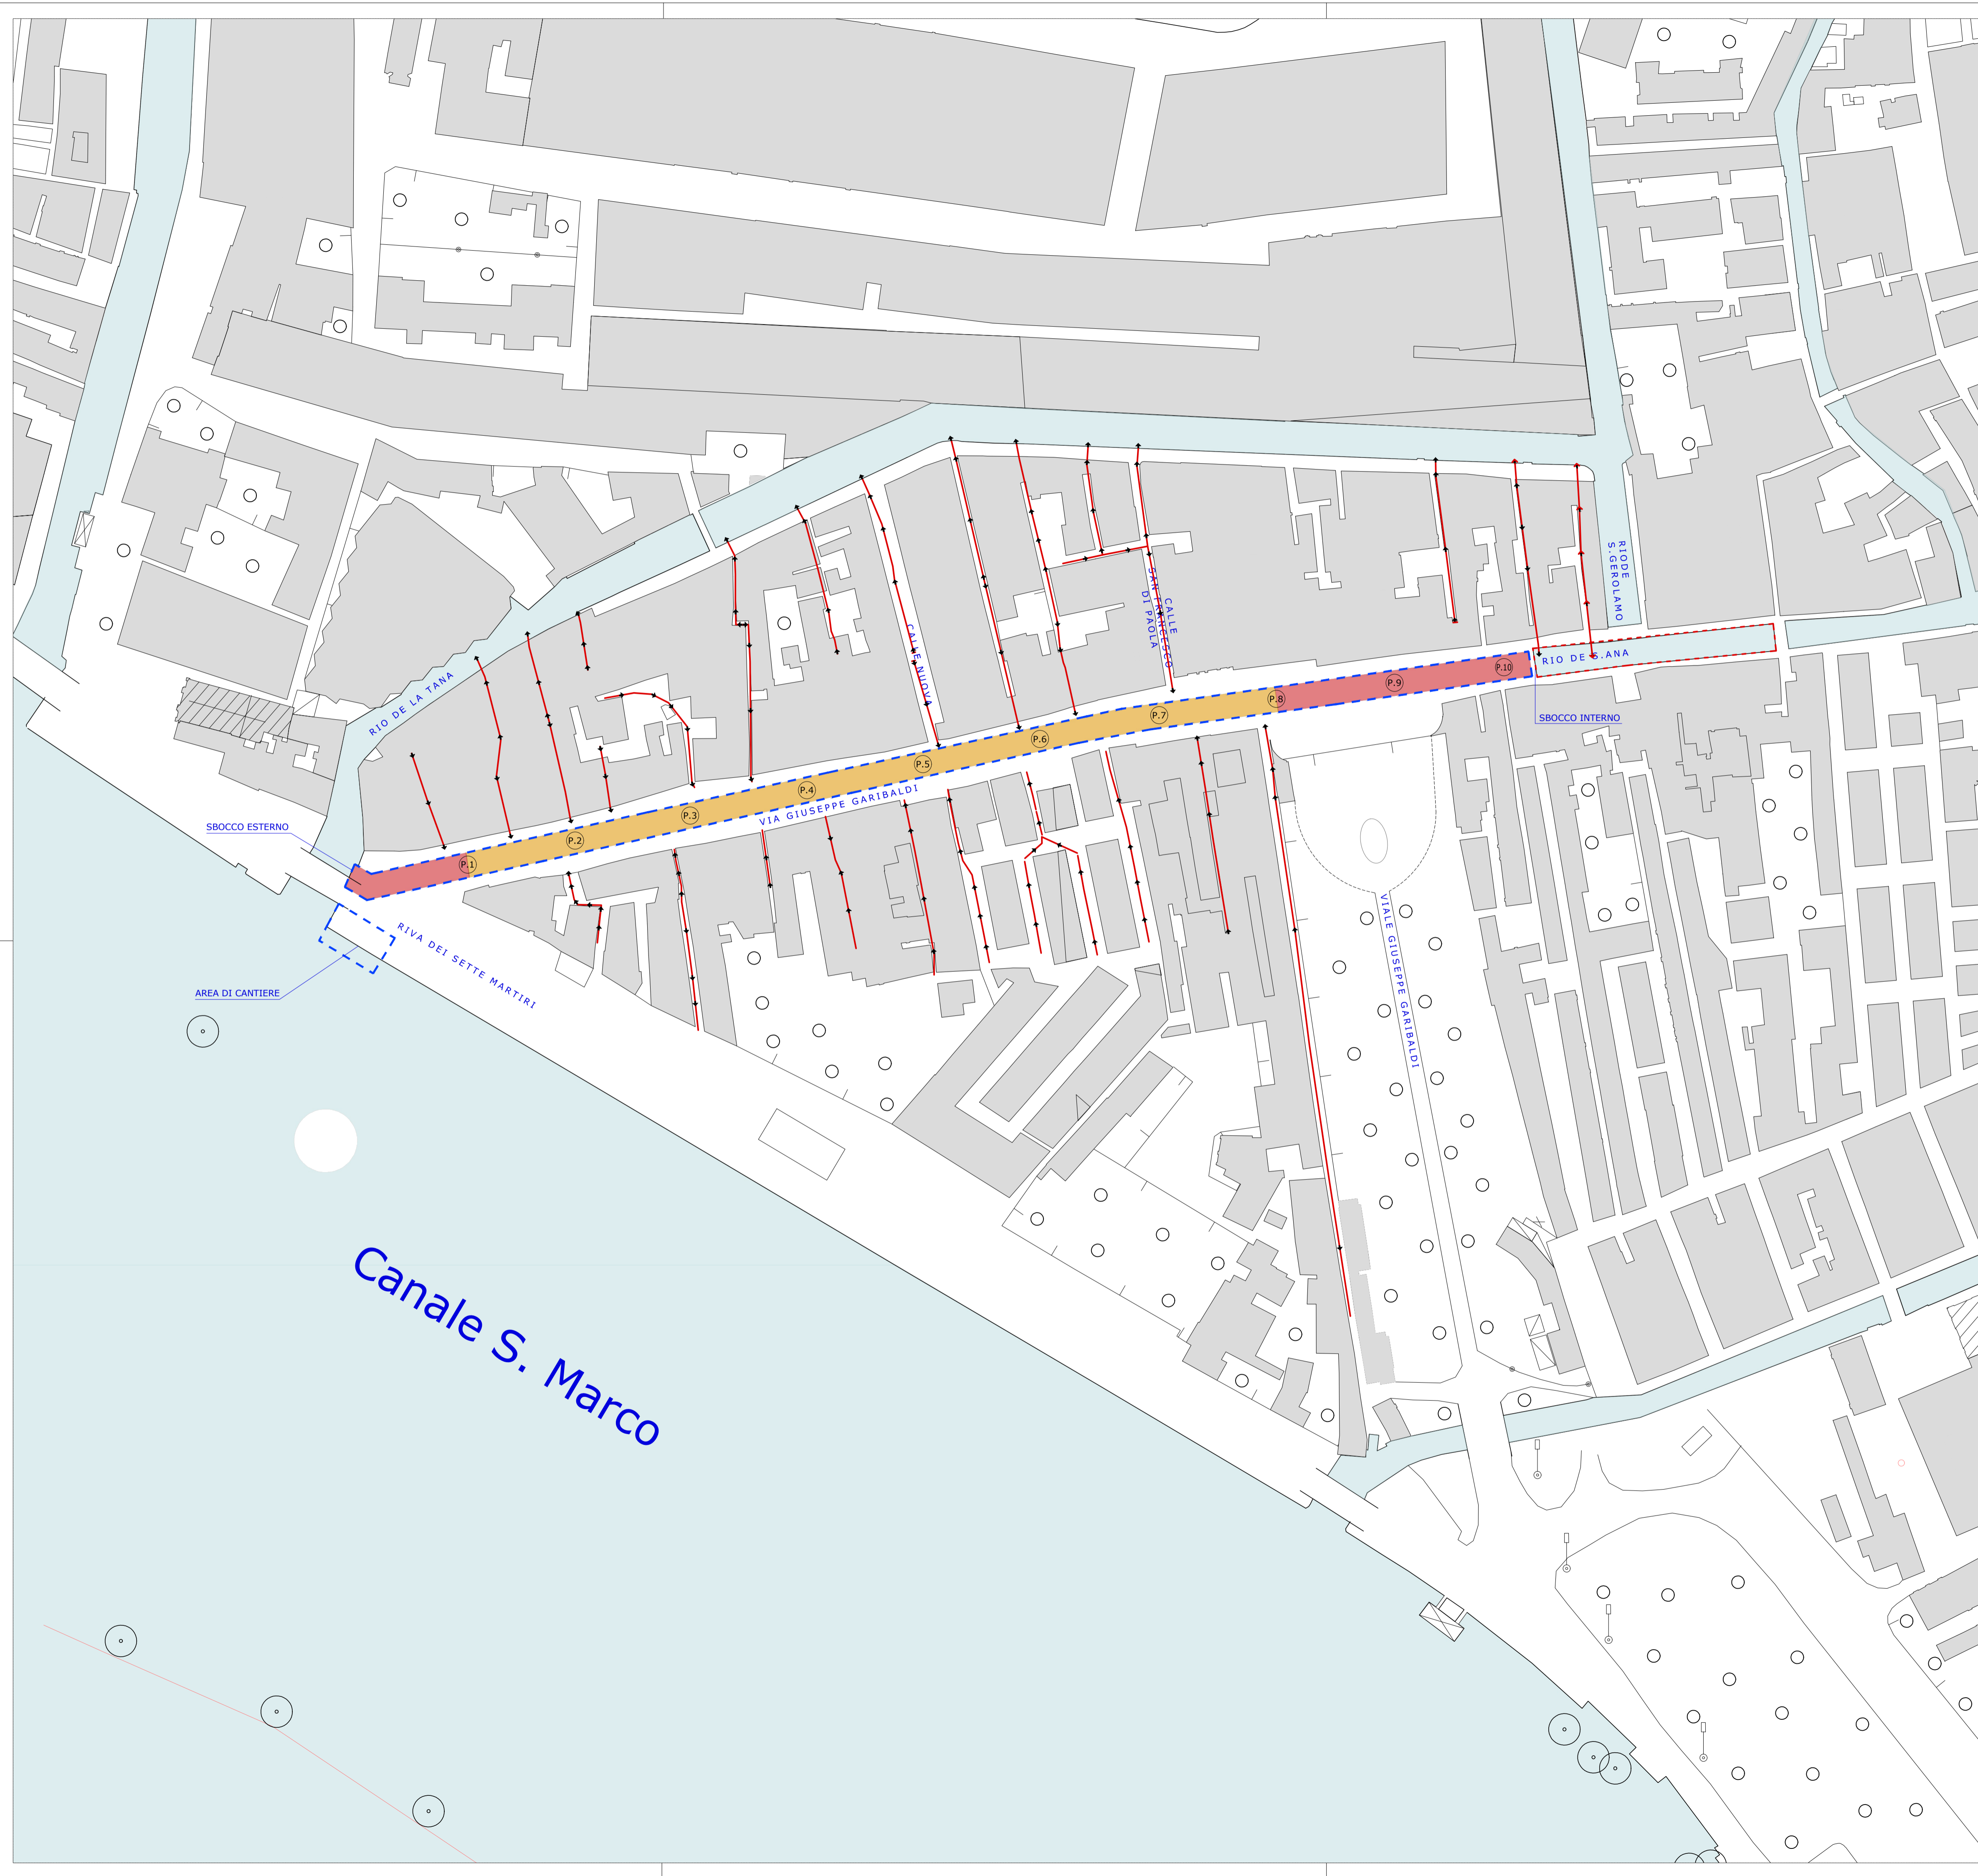 RIODE
S.GEROLAMO
CALLE
SAN FRANCESCO
DI PAOLA
CALLE NUOVA
RIO DE S.ANA
RIO DE LA TANA
P.10
P.9
P.8
P.7
P.6
P.5
P.4
P.3
P.2
P.1
SBOCCO INTERNO
VIA GIUSEPPE GARIBALDI
SBOCCO ESTERNO
VIALE GIUSEPPE GARIBALDI
RIVA DEI SETTE MARTIRI
AREA DI CANTIERE
Canale S. Marco